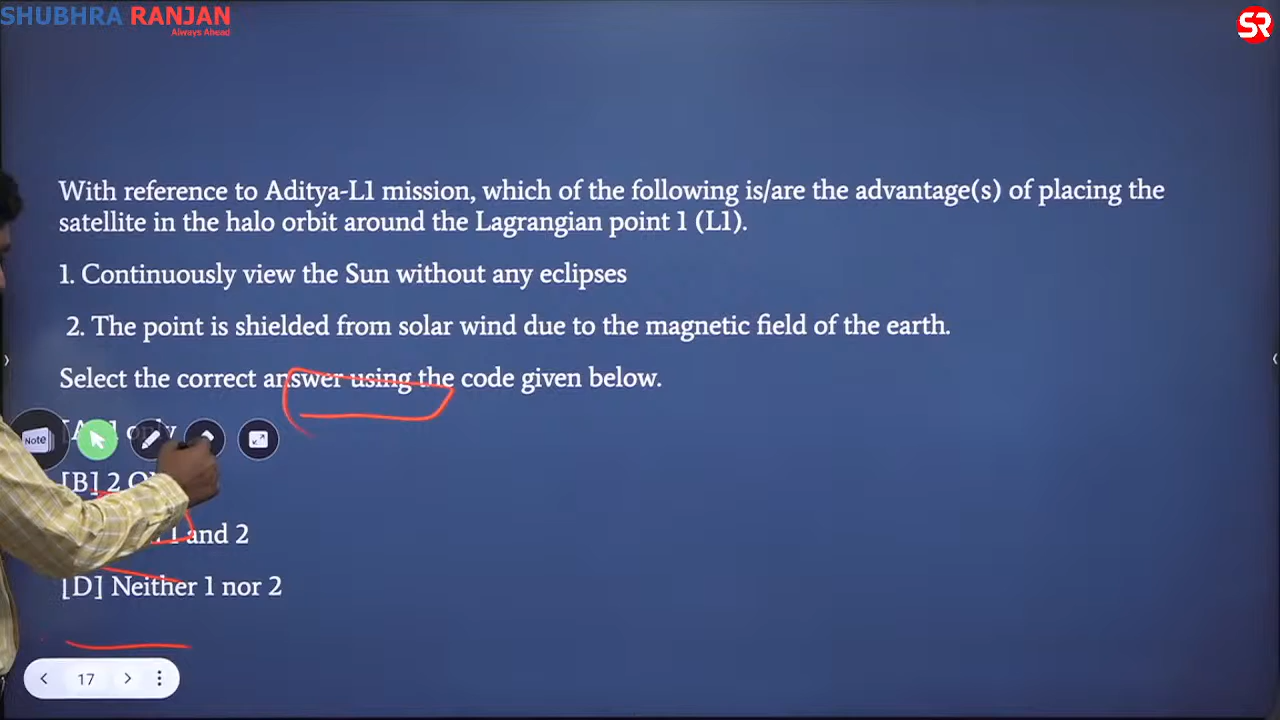 SHUBHRA RANJAN
Always Ahead
SR
With reference to Aditya-L1 mission, which of the following is/are the advantage(s) of placing the
satellite in the halo orbit around the Lagrangian point 1 (L1).
1. Continuously view the Sun without any eclipses
2. The point is shielded from solar wind due to the magnetic field of the earth.
Select the correct answer using the code given below.
Note
[B] 2
1 and 2
[D] Neither 1 nor 2
17